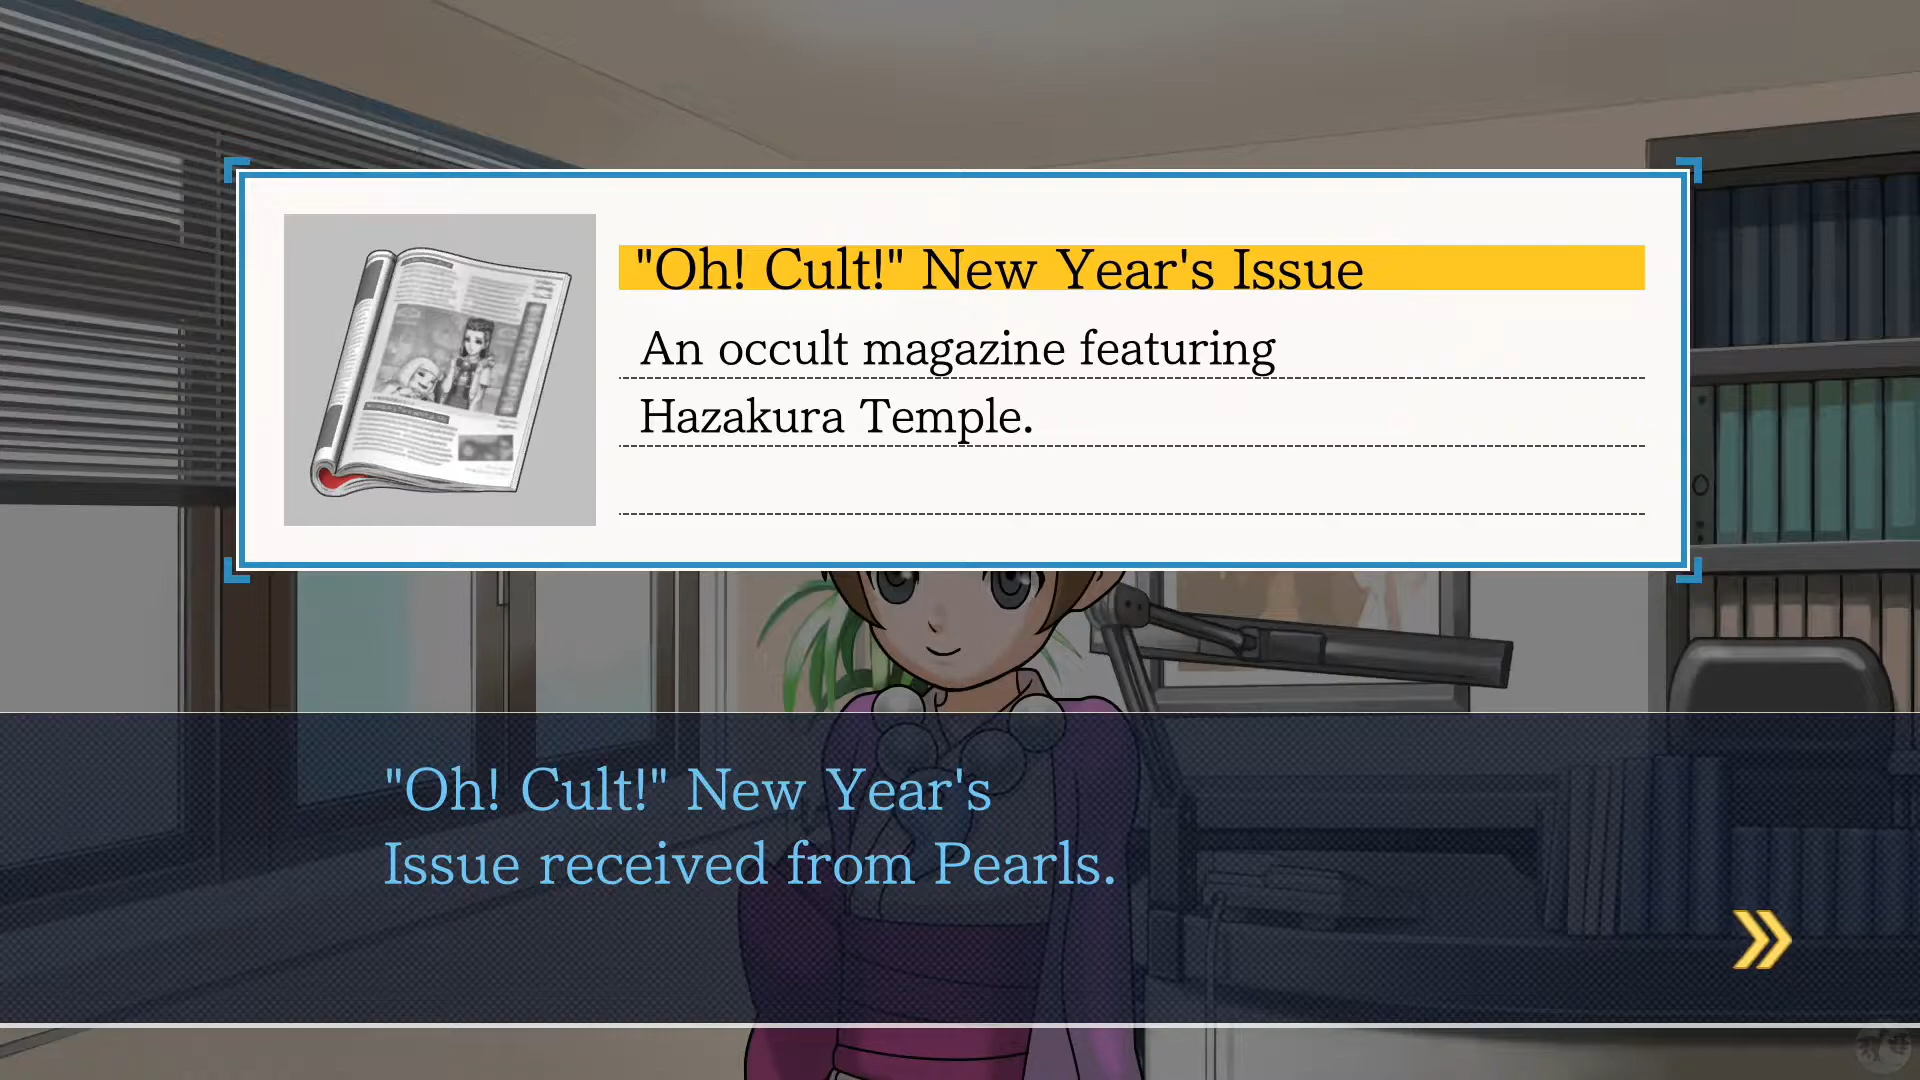 "Oh! Cult!" New Year's Issue
An occult magazine featuring
Hazakura Temple.
"Oh! Cult!" New Year's
Issue received from Pearls.